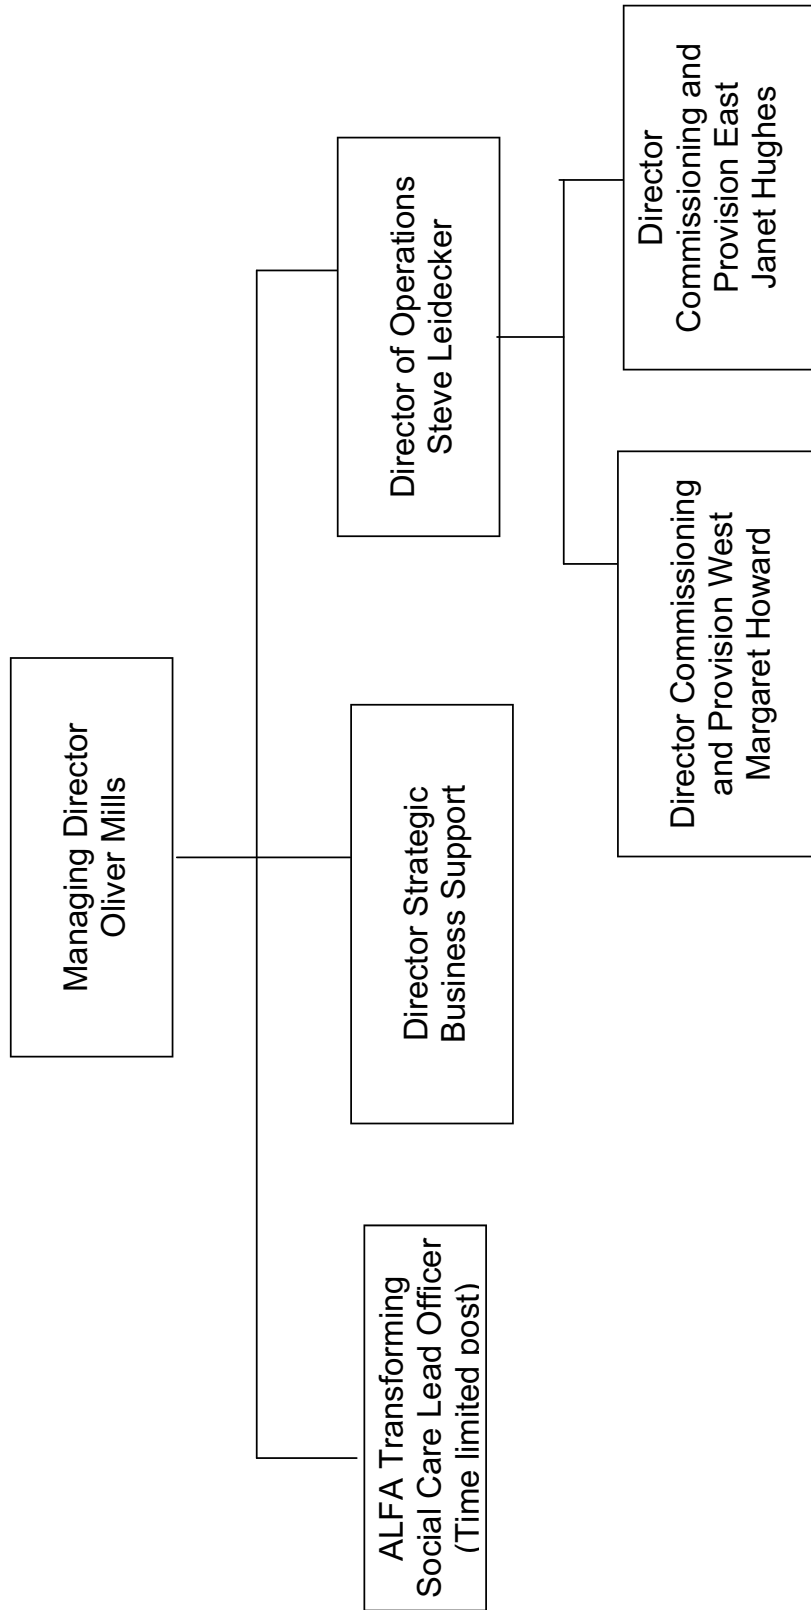 Managing Director
Oliver Mills
ALFA Transforming
Social Care Lead Officer
(Time limited post)
Director Strategic
Business Support
Director of Operations
Steve Leidecker
Director Commissioning
and Provision West
Margaret Howard
Director
Commissioning and
Provision East
Janet Hughes